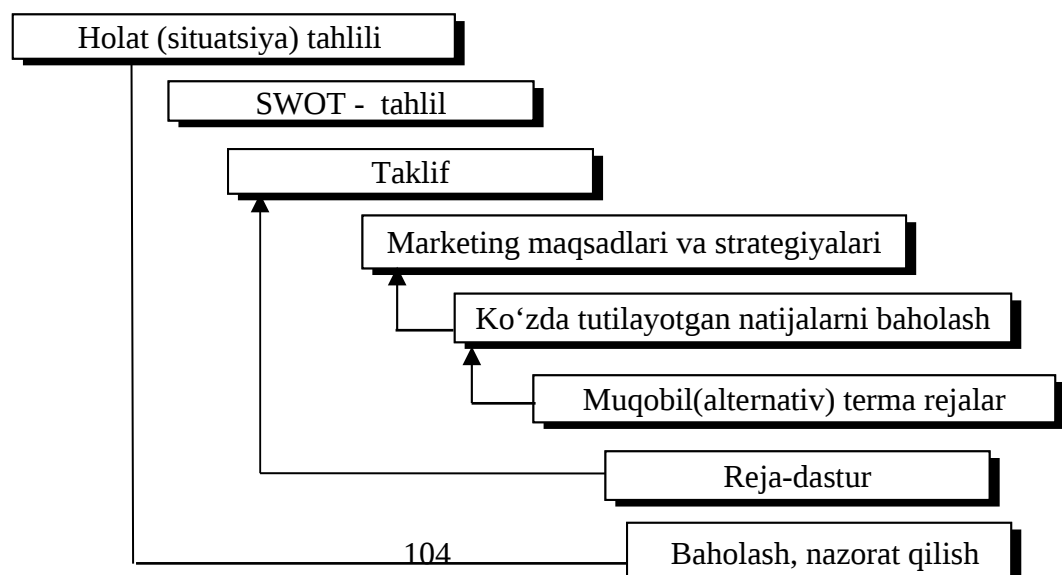 Holat (situatsiya) tahlili
SWOT - tahlil
Taklif
Marketing maqsadlari va strategiyalari
Ko‘zda tutilayotgan natijalarni baholash
Muqobil(alternativ) terma rejalar
Reja-dastur
104
Baholash, nazorat qilish